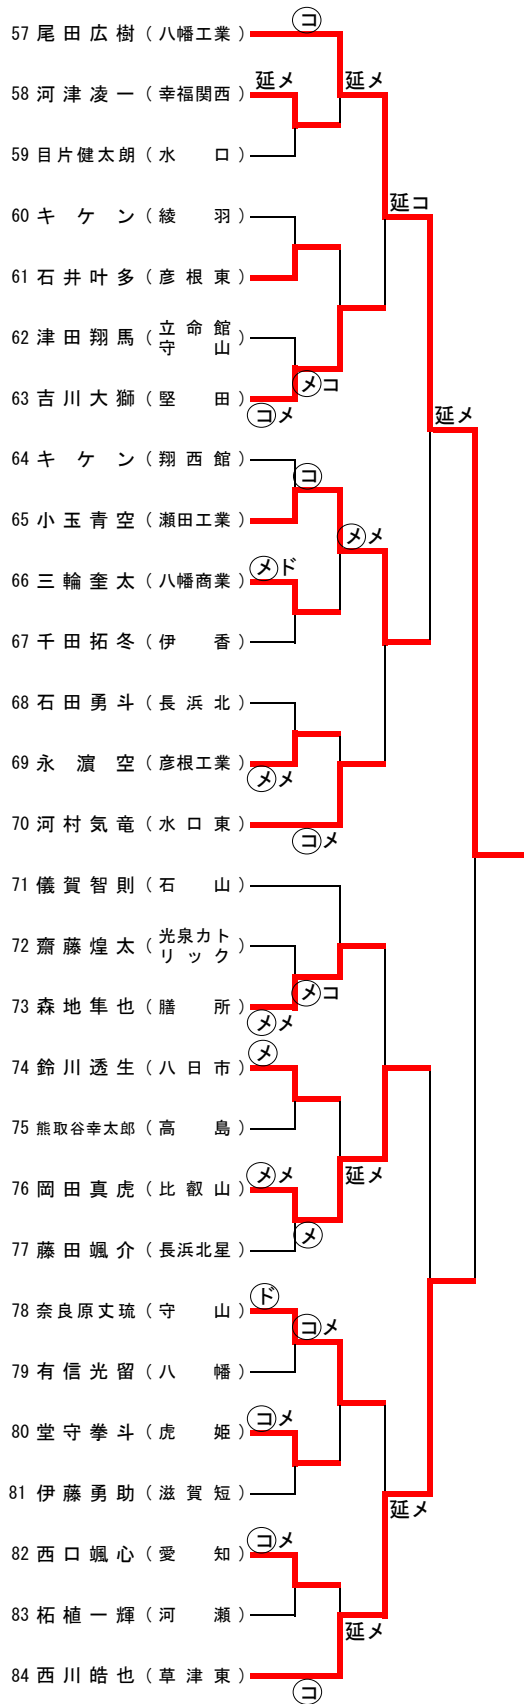 ㋙
57 尾田広樹（八幡工業）
延メ 延メ
58 河津凌一（幸福関西）
59 目片健太朗（水口）
延コ
60 キケン（綾羽）
61 石井叶多（彦根東）
62 津田翔馬（立命館守山）
㋱コ
63 吉川大獅（堅田）
㋙メ
延メ
64 キケン（翔西館）
㋙
65 小玉青空（瀬田工業）
㋱メ
㋱ド
66 三輪奎太（八幡商業）
67 千田拓冬（伊香）
68 石田勇斗（長浜北）
69 永濵空（彦根工業）
㋱メ
70 河村気竜（水口東）
㋙メ
71 儀賀智則（石山）
72 齋藤煌太（光泉カトリック）
㋱コ
73 森地隼也（膳所）
㋱メ
㋱
74 鈴川透生（八日市）
75 熊取谷幸太郎（高島）
㋱メ 延メ
76 岡田真虎（比叡山）
㋱
77 藤田颯介（長浜北星）
㋣゙
78 奈良原丈琉（守山）
㋙メ
79 有信光留（八幡）
㋙メ
80 堂守拳斗（虎姫）
81 伊藤勇助（滋賀短）
延メ
㋙メ
82 西口颯心（愛知）
83 柘植一輝（河瀬）
延メ
84 西川皓也（草津東）
㋙